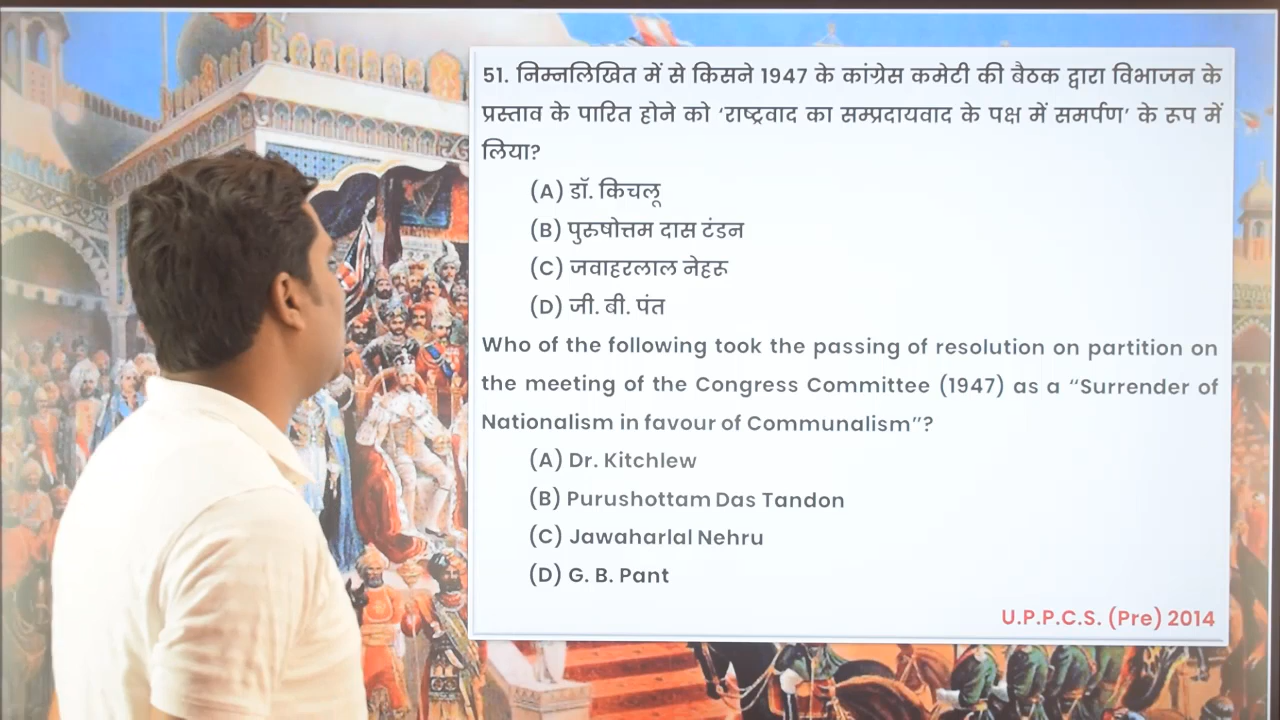 51. निम्नलिखित में से किसने 1947 के कांग्रेस कमेटी की बैठक द्वारा विभाजन के
प्रस्ताव के पारित होने को ‘राष्ट्रवाद का सम्प्रदायवाद के पक्ष में समर्पण’ के रूप में
लिया?
(A) डॉ. किचलू
(B) पुरुषोत्तम दास टंडन
(C) जवाहरलाल नेहरू
(D) जी. बी. पंत
Who of the following took the passing of resolution on partition on
the meeting of the Congress Committee (1947) as a “Surrender of
Nationalism in favour of Communalism”?
(A) Dr. Kitchlew
(B) Purushottam Das Tandon
(C) Jawaharlal Nehru
(D) G. B. Pant
U.P.P.C.S. (Pre) 2014